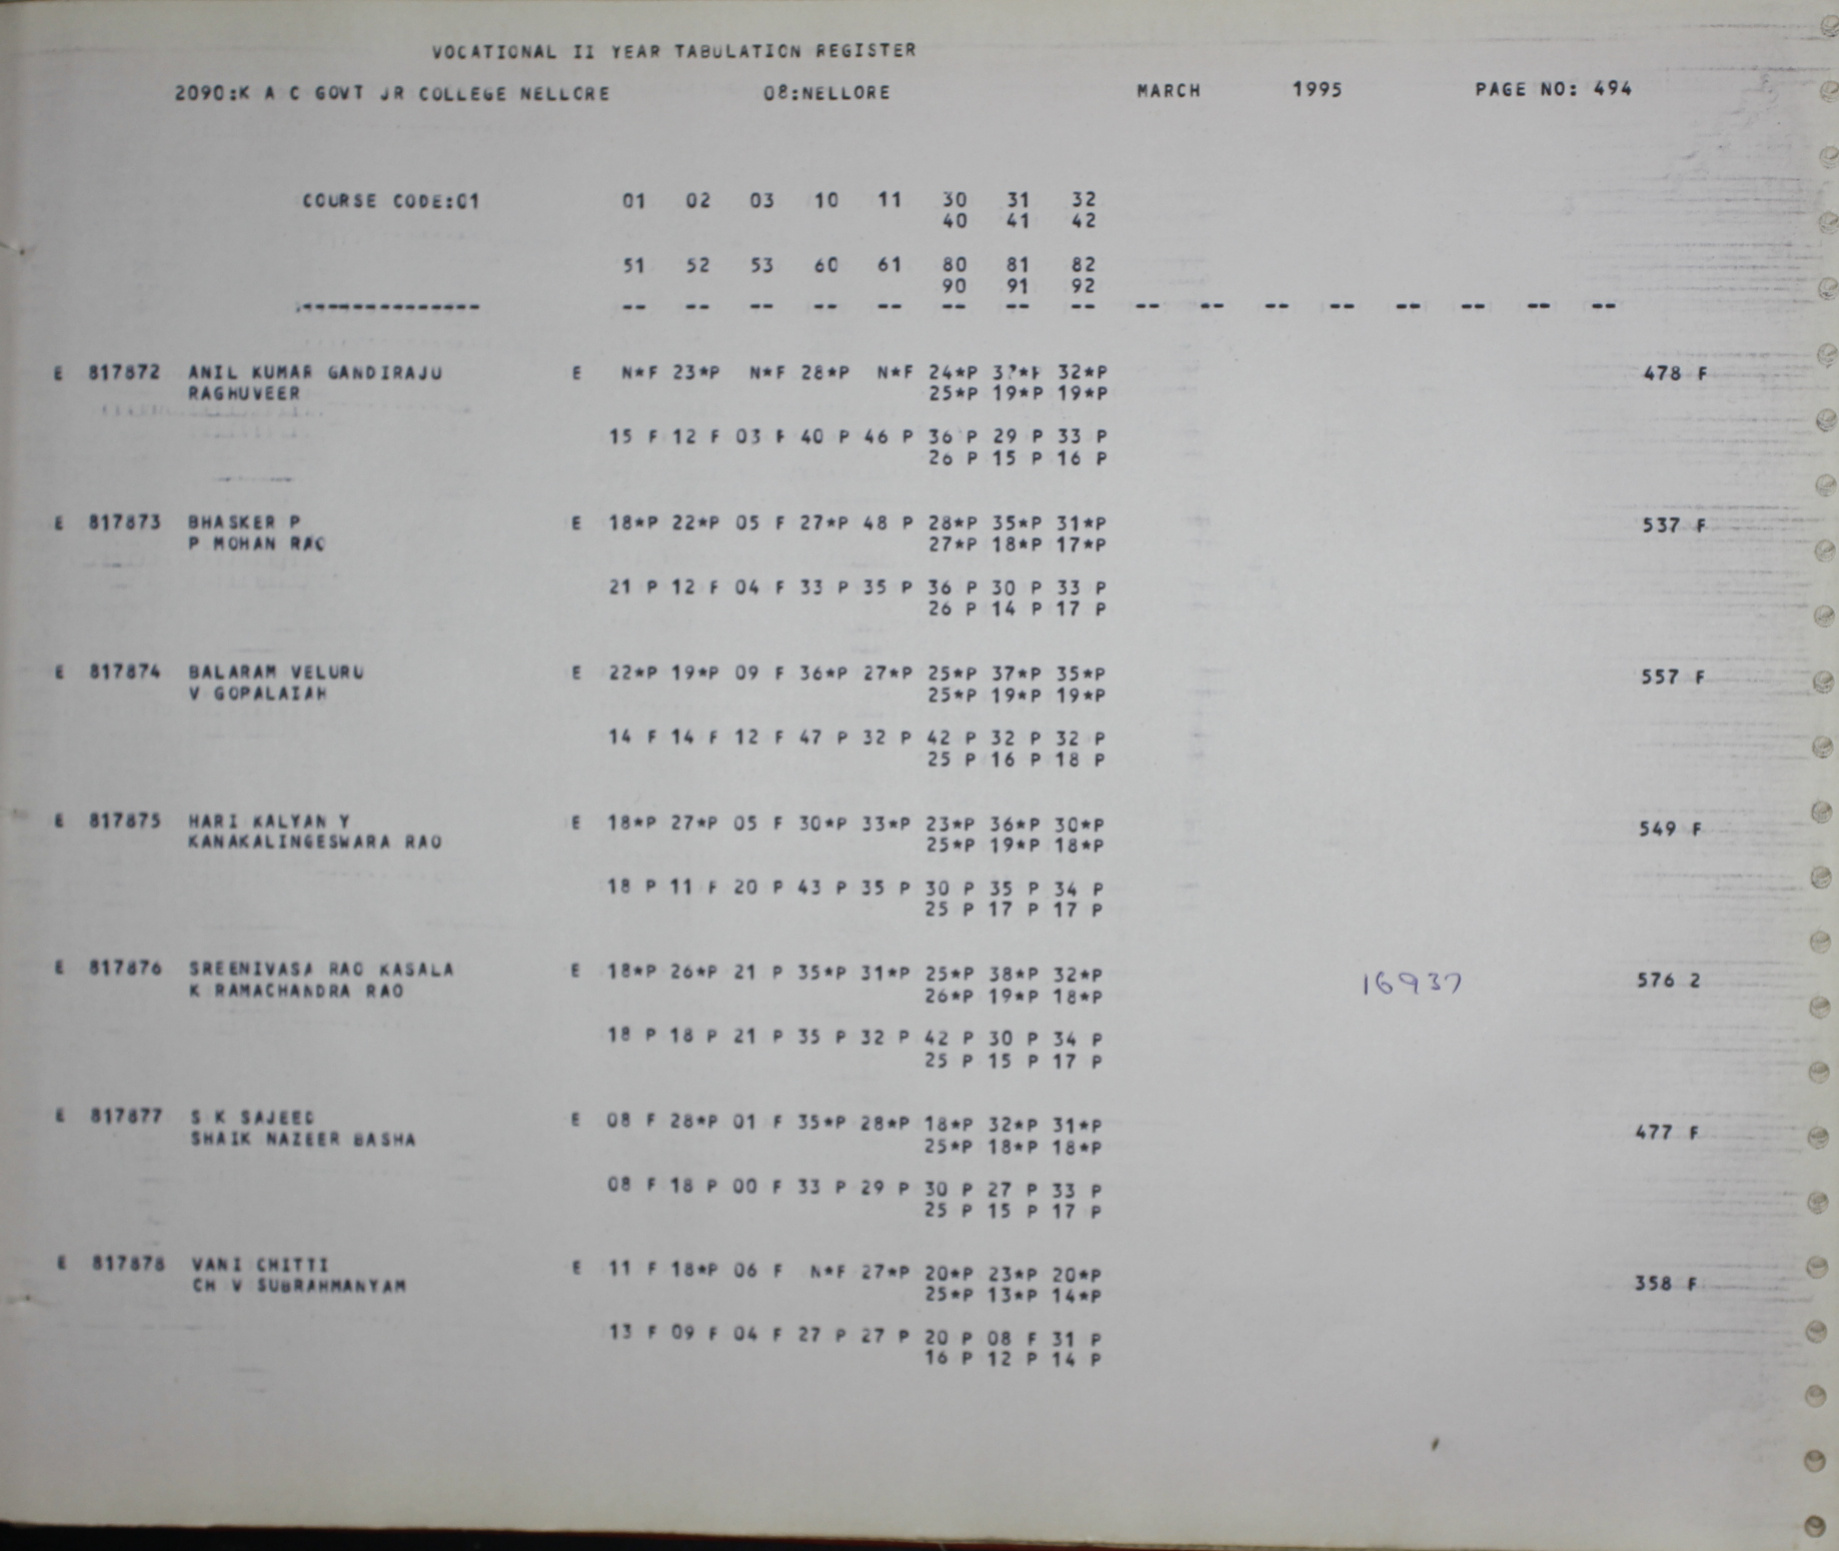 VOCATIONAL II YEAR TABULATION REGISTER
2090:K A C GOVT JR COLLEGE NELLORE 08:NELLORE MARCH 1995 PAGE NO: 494
COURSE CODE:01 01 02 03 10 11 30 31 32
40 41 42
51 52 53 60 61 80 81 82
90 91 92
-------------- -- -- -- -- -- -- -- -- -- -- -- -- -- -- -- --
E 817872 ANIL KUMAR GANDIRAJU E N*F 23*P N*F 28*P N*F 24*P 32*P 478 F
RAGHUVEER 25*P 19*P 19*P
15 F 12 F 03 F 40 P 46 P 36 P 29 P 33 P
26 P 15 P 16 P
E 817873 BHASKER P E 18*P 22*P 05 F 27*P 48 P 28*P 35*P 31*P 537 F
P MOHAN RAO 27*P 18*P 17*P
21 P 12 F 04 F 33 P 35 P 36 P 30 P 33 P
26 P 14 P 17 P
E 817874 BALARAM VELURU E 22*P 19*P 09 F 36*P 27*P 25*P 37*P 35*P 557 F
V GOPALAIAH 25*P 19*P 19*P
14 F 14 F 12 F 47 P 32 P 42 P 32 P 32 P
25 P 16 P 18 P
E 817875 HARI KALYAN Y E 18*P 27*P 05 F 30*P 33*P 23*P 36*P 30*P 549 F
KANAKALINGESWARA RAO 25*P 19*P 18*P
18 P 11 F 20 P 43 P 35 P 30 P 35 P 34 P
25 P 17 P 17 P
E 817876 SREENIVASA RAO KASALA E 18*P 26*P 21 P 35*P 31*P 25*P 38*P 32*P 16937 576 2
K RAMACHANDRA RAO 26*P 19*P 18*P
18 P 18 P 21 P 35 P 32 P 42 P 30 P 34 P
25 P 15 P 17 P
E 817877 S K SAJEED E 08 F 28*P 01 F 35*P 28*P 18*P 32*P 31*P 477 F
SHAIK NAZEER BASHA 25*P 18*P 18*P
08 F 18 P 00 F 33 P 29 P 30 P 27 P 33 P
25 P 15 P 17 P
E 817878 VANI CHITTI E 11 F 18*P 06 F N*F 27*P 20*P 23*P 20*P 358 F
CH V SUBRAHMANYAM 25*P 13*P 14*P
13 F 09 F 04 F 27 P 27 P 20 P 08 F 31 P
16 P 12 P 14 P